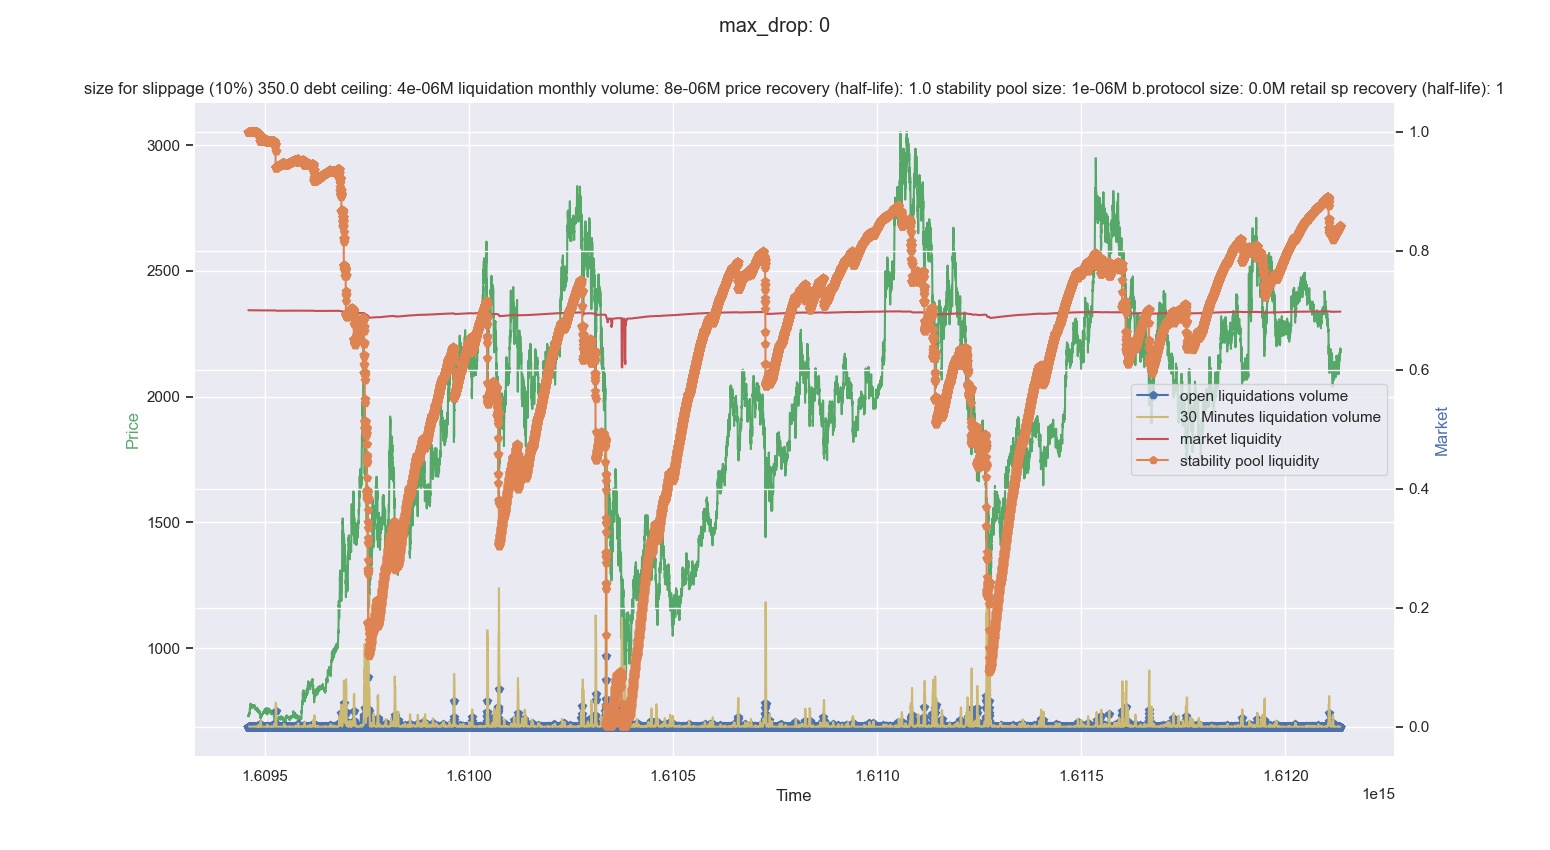 max_drop: 0
size for slippage (10%) 350.0 debt ceiling: 4e-06M liquidation monthly volume: 8e-06M price recovery (half-life): 1.0 stability pool size: 1e-06M b.protocol size: 0.0M retail sp recovery (half-life): 1
3000
2500
2000
1500
1000
Price
1.0
0.8
0.6
0.4
0.2
0.0
Market
open liquidations volume
30 Minutes liquidation volume
market liquidity
stability pool liquidity
1.6095
1.6100
1.6105
1.6110
1.6115
1.6120
Time
1e15